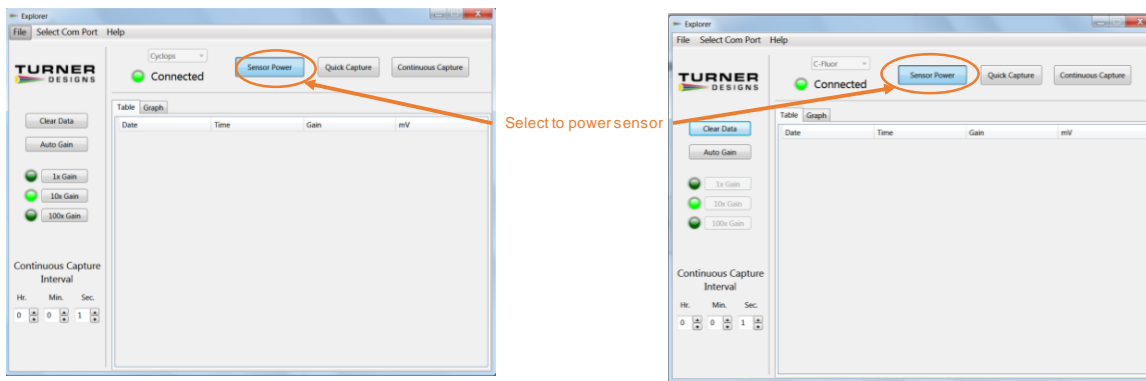 Explorer
File Select Com Port Help
TURNER
DESIGNS
Cyclops
Connected
Sensor Power
Quick Capture
Continuous Capture
Table Graph
Date Time Gain mV
Clear Data
Auto Gain
1x Gain
10x Gain
100x Gain
Continuous Capture
Interval
Hr. Min. Sec.
0 0 1
Select to power sensor
Explorer
File Select Com Port Help
TURNER
DESIGNS
C-Fluor
Connected
Sensor Power
Quick Capture
Continuous Capture
Table Graph
Date Time Gain mV
Clear Data
Auto Gain
1x Gain
10x Gain
100x Gain
Continuous Capture
Interval
Hr. Min. Sec.
0 0 1